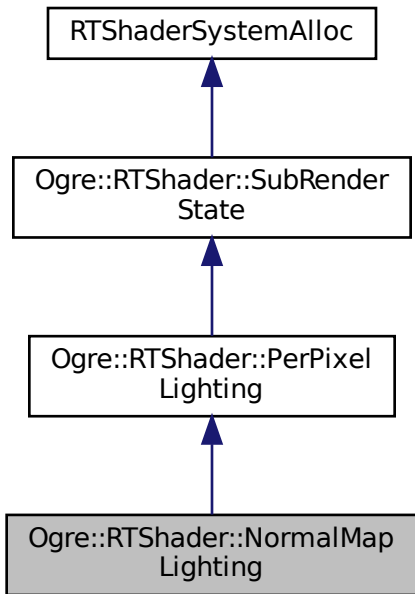 RTShaderSystemAlloc
Ogre::RTShader::SubRender
State
Ogre::RTShader::PerPixel
Lighting
Ogre::RTShader::NormalMap
Lighting